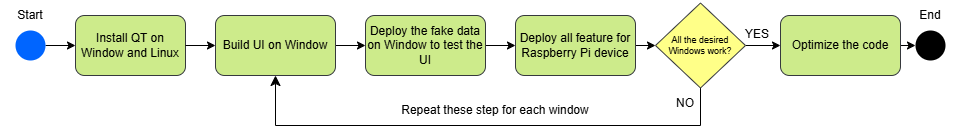 Start
Install QT on
Window and Linux
Build UI on Window
Deploy the fake data
on Window to test the
UI
Deploy all feature for
Raspberry Pi device
All the desired
Windows work?
YES
Optimize the code
End
NO
Repeat these step for each window